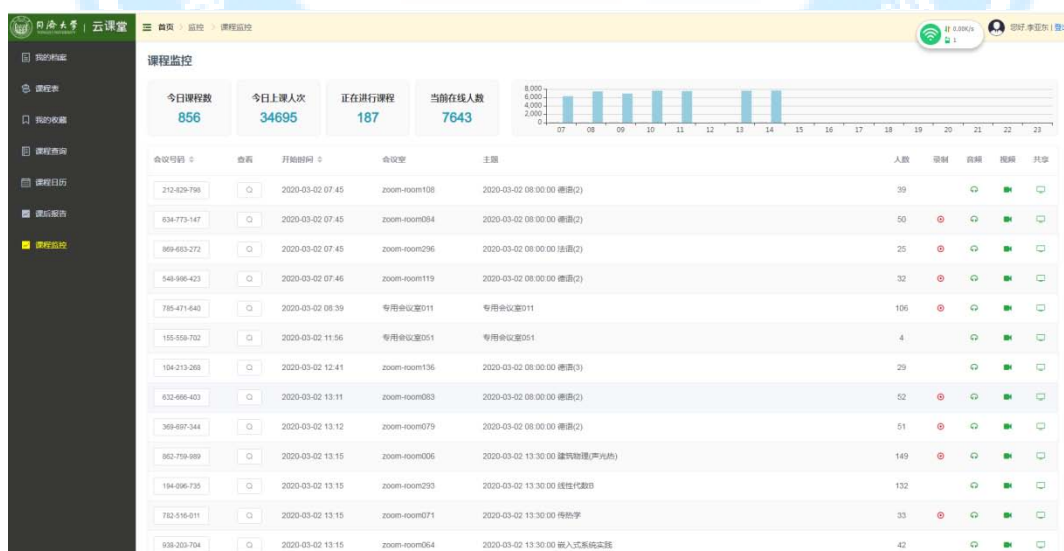 同济大学 | 云课堂
首页 > 监控 > 课程监控
0.00K/s
1
您好,李亚东 |
我的档案
课程表
我的收藏
课程查询
课程日历
课后报告
课程监控
课程监控
今日课程数 今日上课人次 正在进行课程 当前在线人数
856 34695 187 7643
8,000
6,000
4,000
2,000
0
07 08 09 10 11 12 13 14 15 16 17 18 19 20 21 22 23
会议号码 查看 开始时间 会议室 主题 人数 录制 音频 视频 共享
212-829-798 2020-03-02 07:45 zoom-room108 2020-03-02 08:00:00 德语(2) 39
634-773-147 2020-03-02 07:45 zoom-room084 2020-03-02 08:00:00 德语(2) 50
869-683-272 2020-03-02 07:45 zoom-room296 2020-03-02 08:00:00 法语(2) 25
548-986-423 2020-03-02 07:46 zoom-room119 2020-03-02 08:00:00 德语(2) 32
785-471-640 2020-03-02 08:39 专用会议室011 专用会议室011 106
155-559-702 2020-03-02 11:56 专用会议室051 专用会议室051 4
104-213-268 2020-03-02 12:41 zoom-room136 2020-03-02 08:00:00 德语(3) 29
632-666-403 2020-03-02 13:11 zoom-room083 2020-03-02 08:00:00 德语(2) 52
369-697-344 2020-03-02 13:12 zoom-room079 2020-03-02 08:00:00 德语(2) 51
862-759-989 2020-03-02 13:15 zoom-room006 2020-03-02 13:30:00 建筑物理(声光热) 149
194-096-735 2020-03-02 13:15 zoom-room293 2020-03-02 13:30:00 线性代数B 132
782-516-011 2020-03-02 13:15 zoom-room071 2020-03-02 13:30:00 传热学 33
938-203-704 2020-03-02 13:15 zoom-room064 2020-03-02 13:30:00 嵌入式系统实践 42